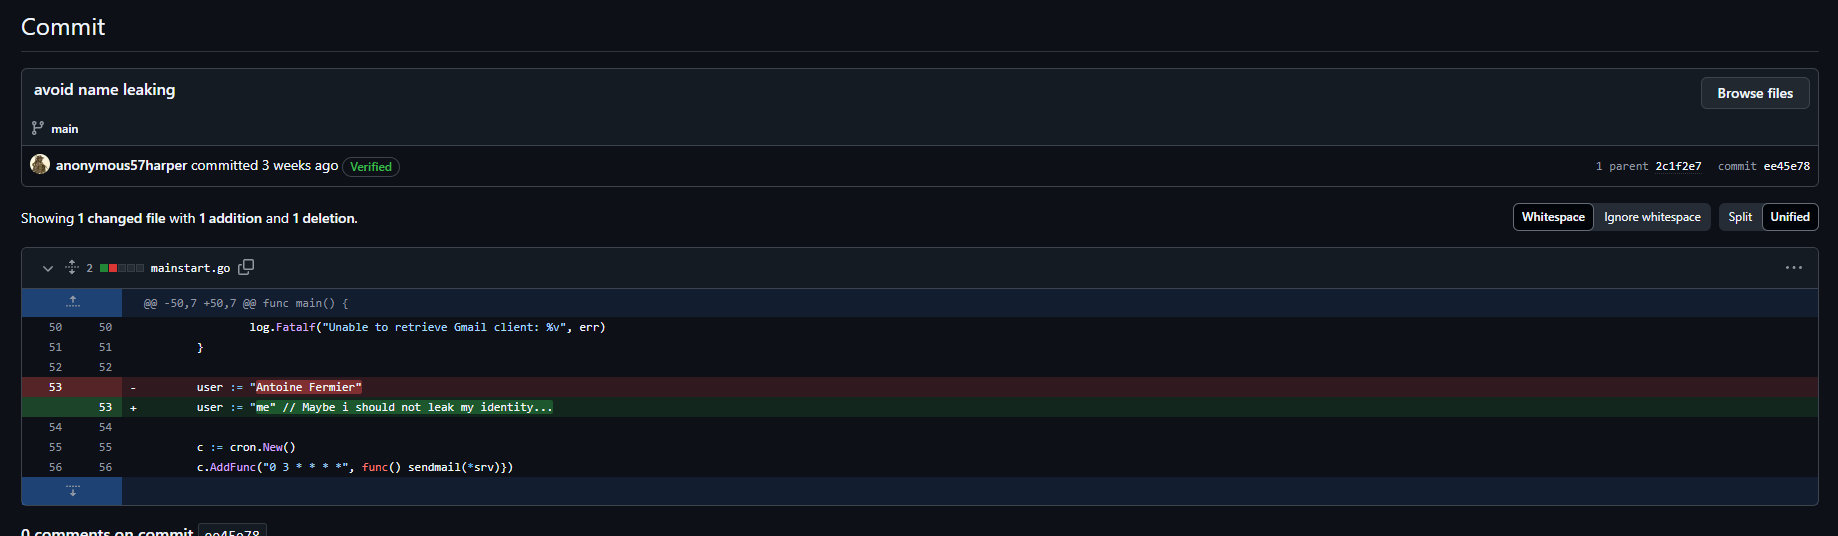 Commit
avoid name leaking
Browse files
main
anonymous57harper committed 3 weeks ago Verified
1 parent 2c1f2e7 commit ee45e78
Showing 1 changed file with 1 addition and 1 deletion.
Whitespace Ignore whitespace Split Unified
2 mainstart.go
@@ -50,7 +50,7 @@ func main() {
50 50 log.Fatalf("Unable to retrieve Gmail client: %v", err)
51 51 }
52 52
53 - user := "Antoine Fermier"
53 + user := "me" // Maybe i should not leak my identity...
54 54
55 55 c := cron.New()
56 56 c.AddFunc("0 3 * * * *", func() sendmail(*srv)})
0 comments on commit ee45e78